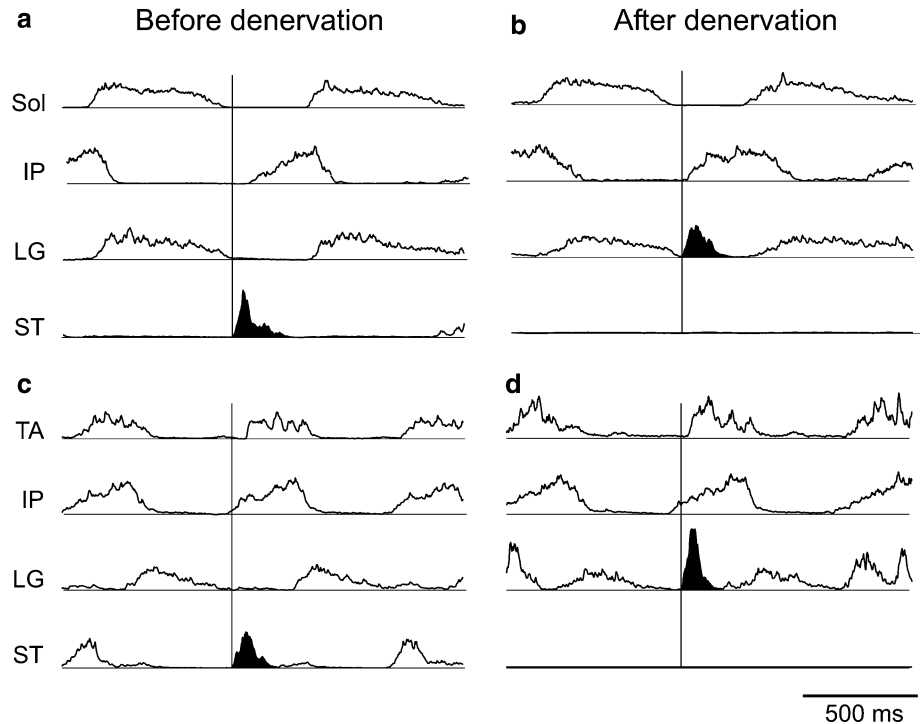 a Before denervation
b After denervation
Sol
IP
LG
ST
c
d
TA
IP
LG
ST
500 ms